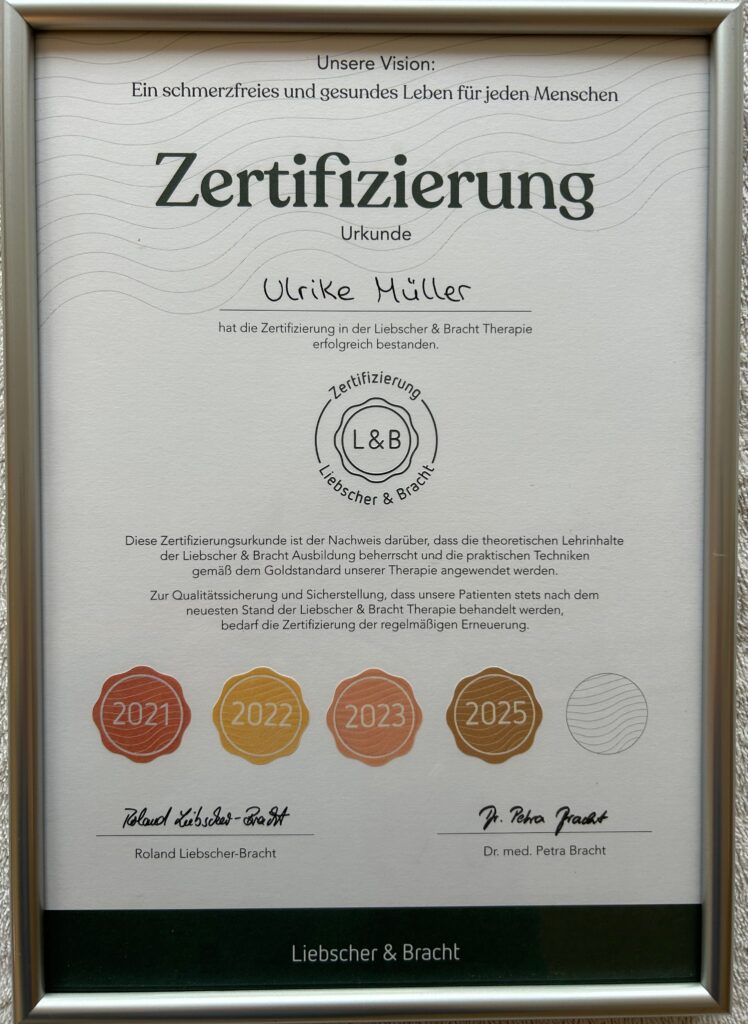 Unsere Vision:
Ein schmerzfreies und gesundes Leben für jeden Menschen
Zertifizierung
Urkunde
Ulrike Müller
hat die Zertifizierung in der Liebscher & Bracht Therapie
erfolgreich bestanden.
Zertifizierung
L&B
Liebscher & Bracht
Diese Zertifizierungsurkunde ist der Nachweis darüber, dass die theoretischen Lehrinhalte
der Liebscher & Bracht Ausbildung beherrscht und die praktischen Techniken
gemäß dem Goldstandard unserer Therapie angewendet werden.
Zur Qualitätssicherung und Sicherstellung, dass unsere Patienten stets nach dem
neuesten Stand der Liebscher & Bracht Therapie behandelt werden,
bedarf die Zertifizierung der regelmäßigen Erneuerung.
2021 2022 2023 2025
Roland Liebscher-Bracht Dr. Petra Bracht
Roland Liebscher-Bracht Dr. med. Petra Bracht
Liebscher & Bracht